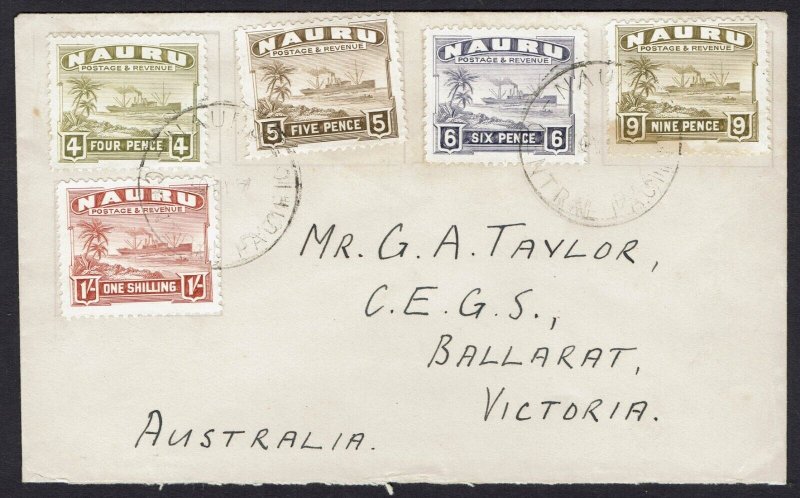 NAURU
POSTAGE & REVENUE
4 FOUR PENCE 4
NAURU
POSTAGE & REVENUE
5 FIVE PENCE 5
NAURU
POSTAGE & REVENUE
6 SIX PENCE 6
NAURU
POSTAGE & REVENUE
9 NINE PENCE 9
NAURU
POSTAGE & REVENUE
1/- ONE SHILLING 1/-
MR. G. A. TAYLOR,
C.E.G.S.,
BALLARAT,
VICTORIA.
AUSTRALIA.